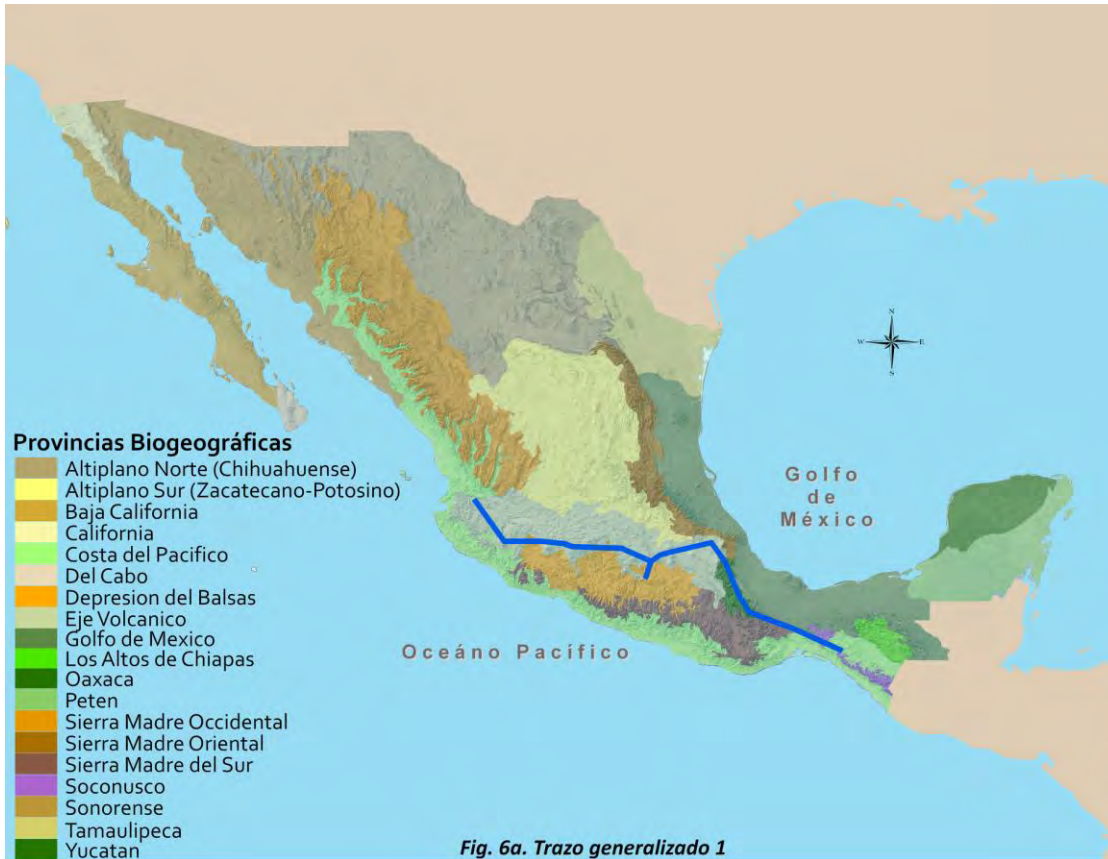 N
W E
S
Provincias Biogeográficas
Altiplano Norte (Chihuahuense)
Altiplano Sur (Zacatecano-Potosino)
Baja California
California
Costa del Pacifico
Del Cabo
Depresion del Balsas
Eje Volcanico
Golfo de Mexico
Los Altos de Chiapas
Oaxaca
Peten
Sierra Madre Occidental
Sierra Madre Oriental
Sierra Madre del Sur
Soconusco
Sonorense
Tamaulipeca
Yucatan
Golfo
de
México
Oceáno Pacífico
Fig. 6a. Trazo generalizado 1